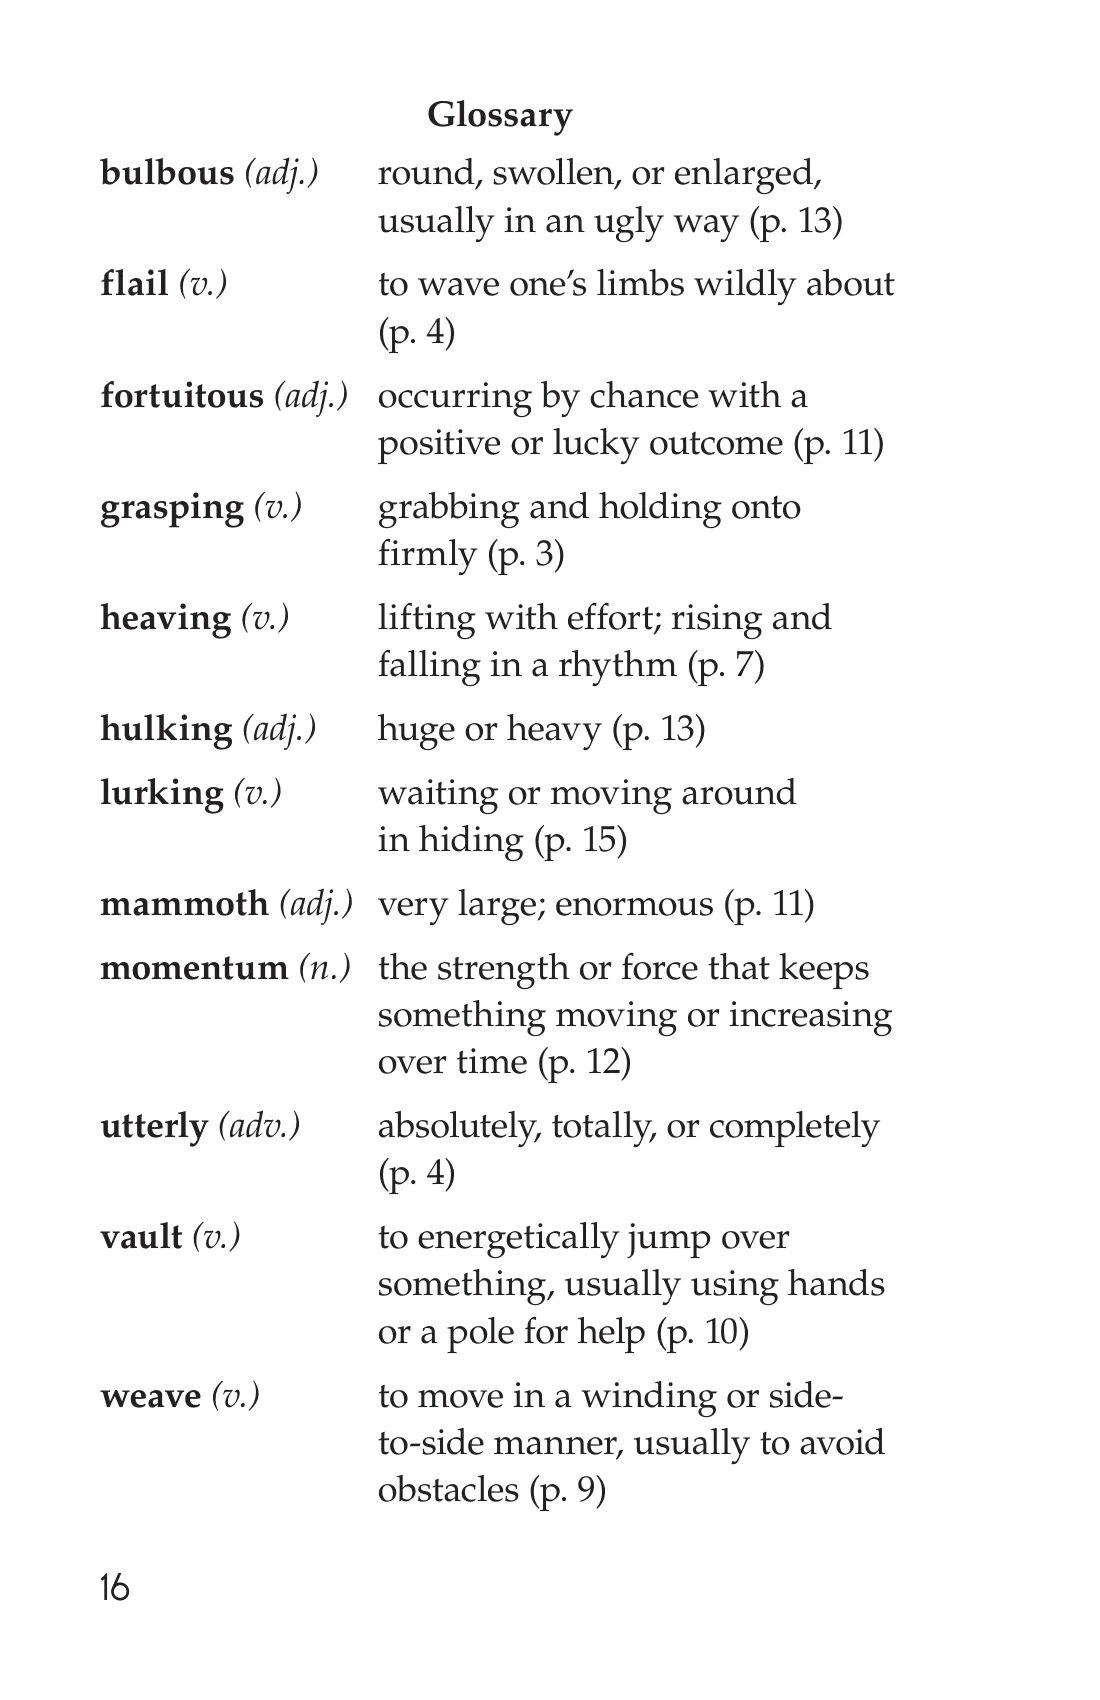 Glossary
bulbous (adj.) round, swollen, or enlarged,
usually in an ugly way (p. 13)
flail (v.) to wave one’s limbs wildly about
(p. 4)
fortuitous (adj.) occurring by chance with a
positive or lucky outcome (p. 11)
grasping (v.) grabbing and holding onto
firmly (p. 3)
heaving (v.) lifting with effort; rising and
falling in a rhythm (p. 7)
hulking (adj.) huge or heavy (p. 13)
lurking (v.) waiting or moving around
in hiding (p. 15)
mammoth (adj.) very large; enormous (p. 11)
momentum (n.) the strength or force that keeps
something moving or increasing
over time (p. 12)
utterly (adv.) absolutely, totally, or completely
(p. 4)
vault (v.) to energetically jump over
something, usually using hands
or a pole for help (p. 10)
weave (v.) to move in a winding or side-
to-side manner, usually to avoid
obstacles (p. 9)
16